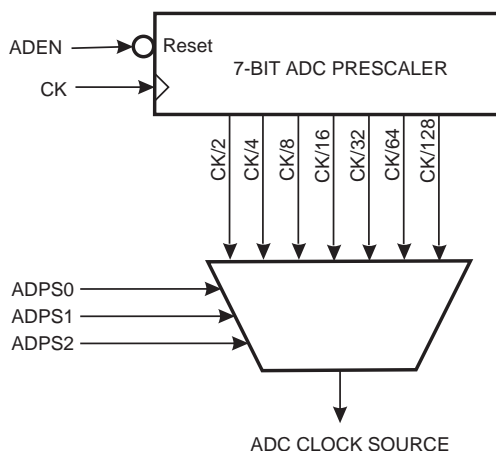 ADEN
Reset
7-BIT ADC PRESCALER
CK
CK/2
CK/4
CK/8
CK/16
CK/32
CK/64
CK/128
ADPS0
ADPS1
ADPS2
ADC CLOCK SOURCE